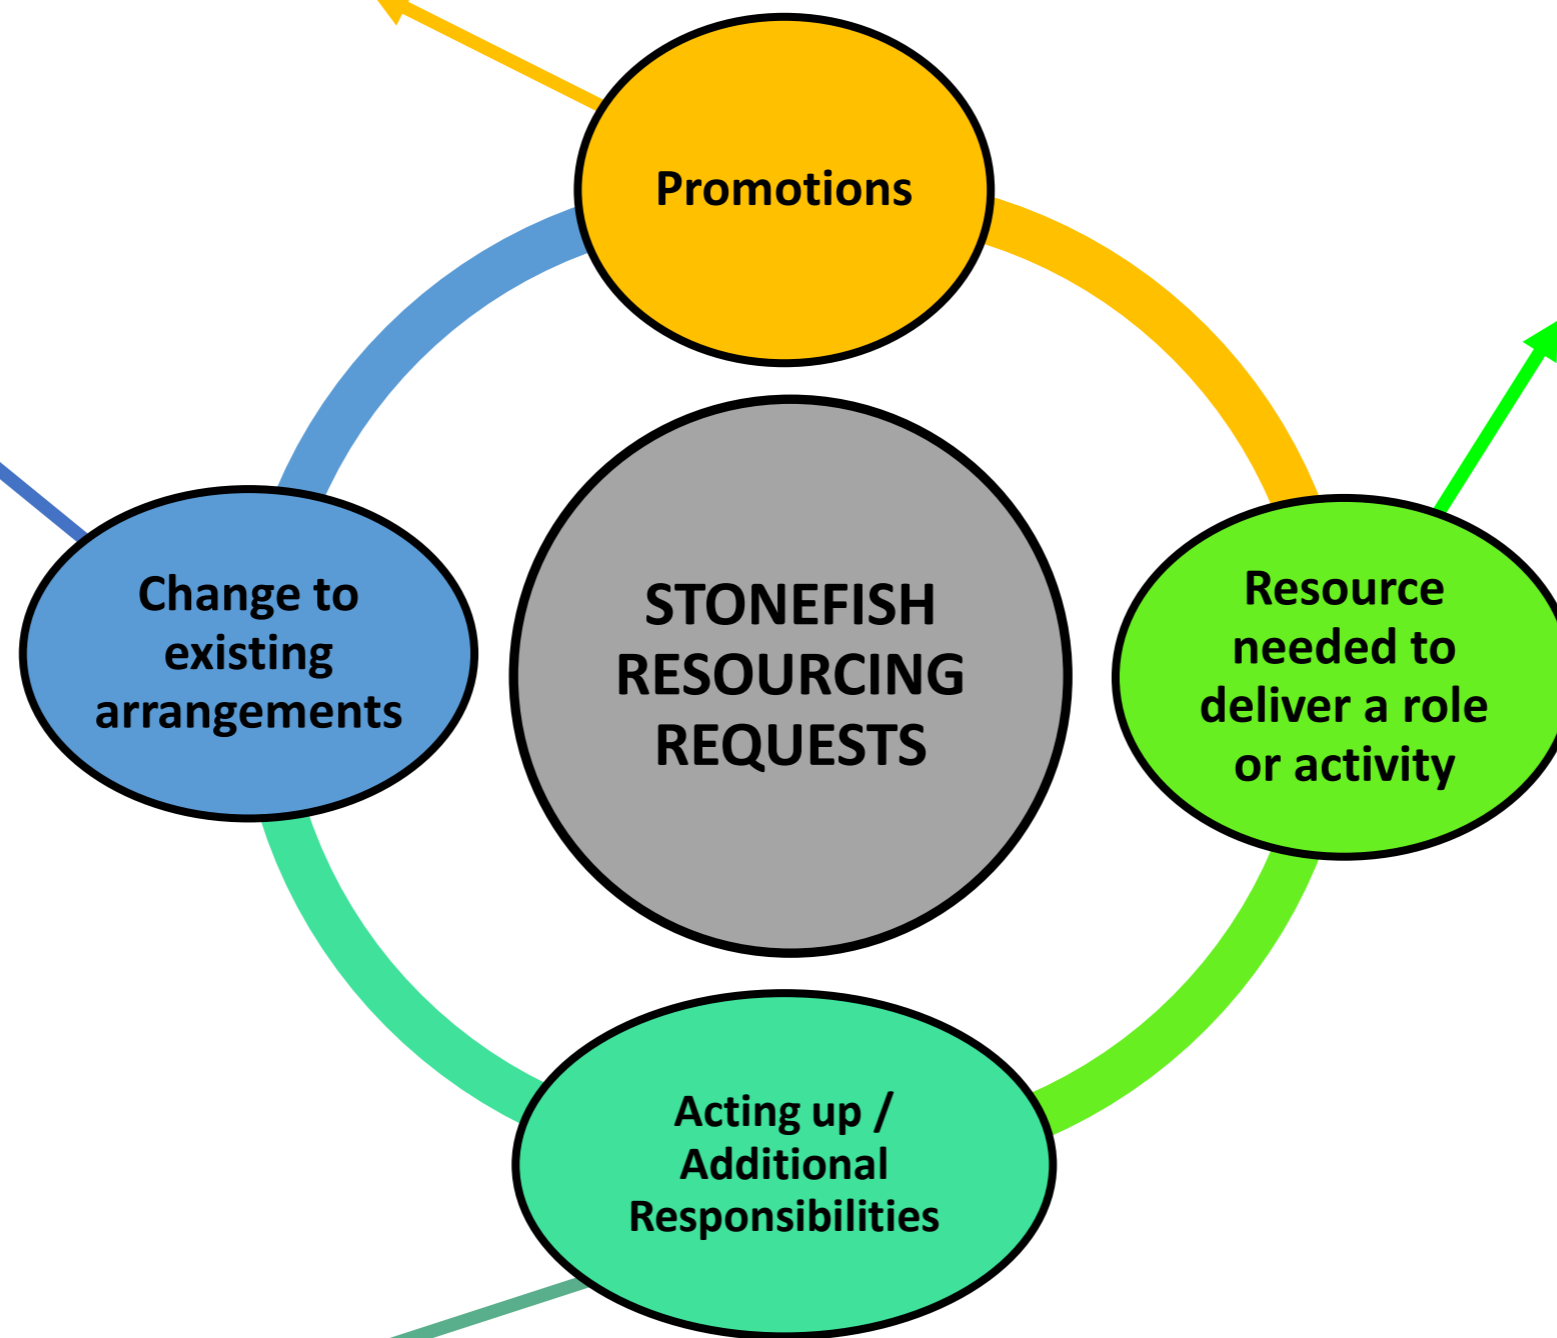 Promotions
Change to
existing
arrangements
STONEFISH
RESOURCING
REQUESTS
Resource
needed to
deliver a role
or activity
Acting up /
Additional
Responsibilities